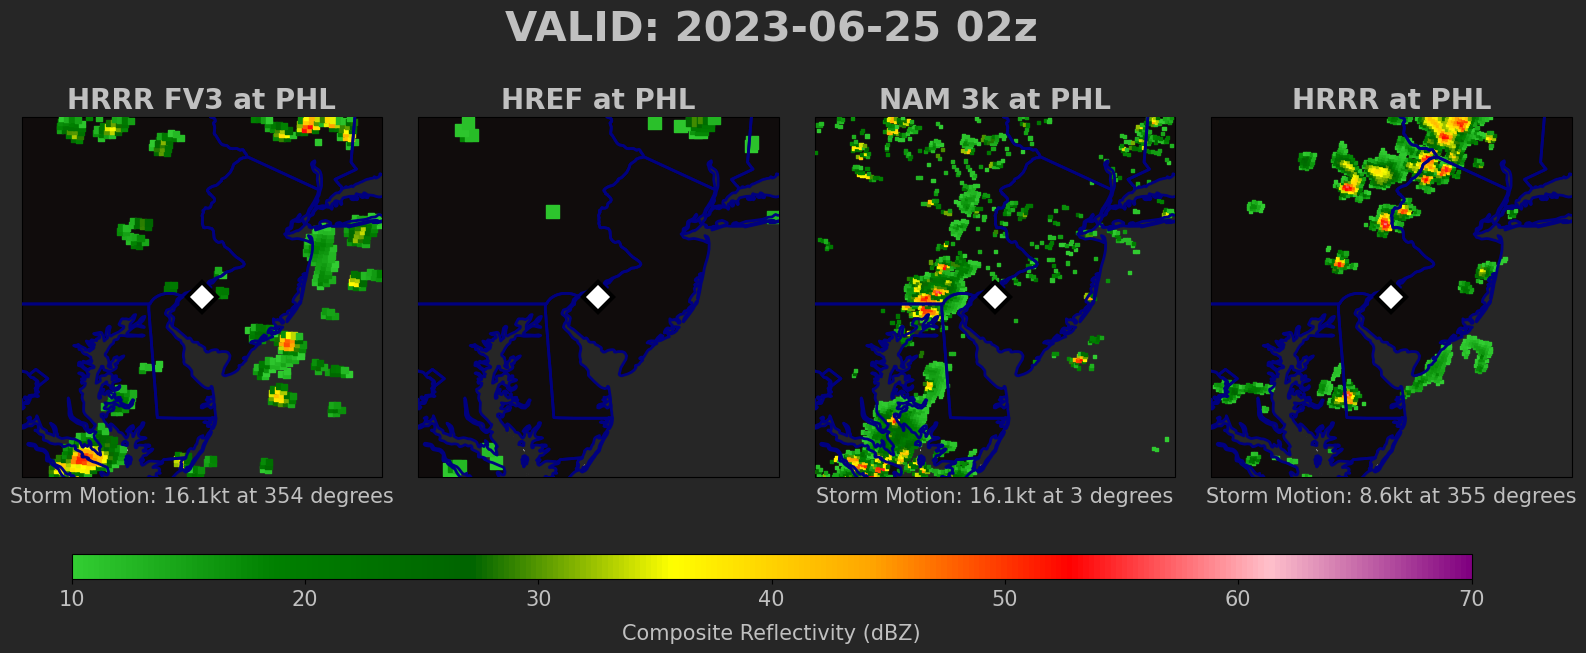 VALID: 2023-06-25 02z
HRRR FV3 at PHL
HREF at PHL
NAM 3k at PHL
HRRR at PHL
Storm Motion: 16.1kt at 354 degrees
Storm Motion: 16.1kt at 3 degrees
Storm Motion: 8.6kt at 355 degrees
10 20 30 40 50 60 70
Composite Reflectivity (dBZ)